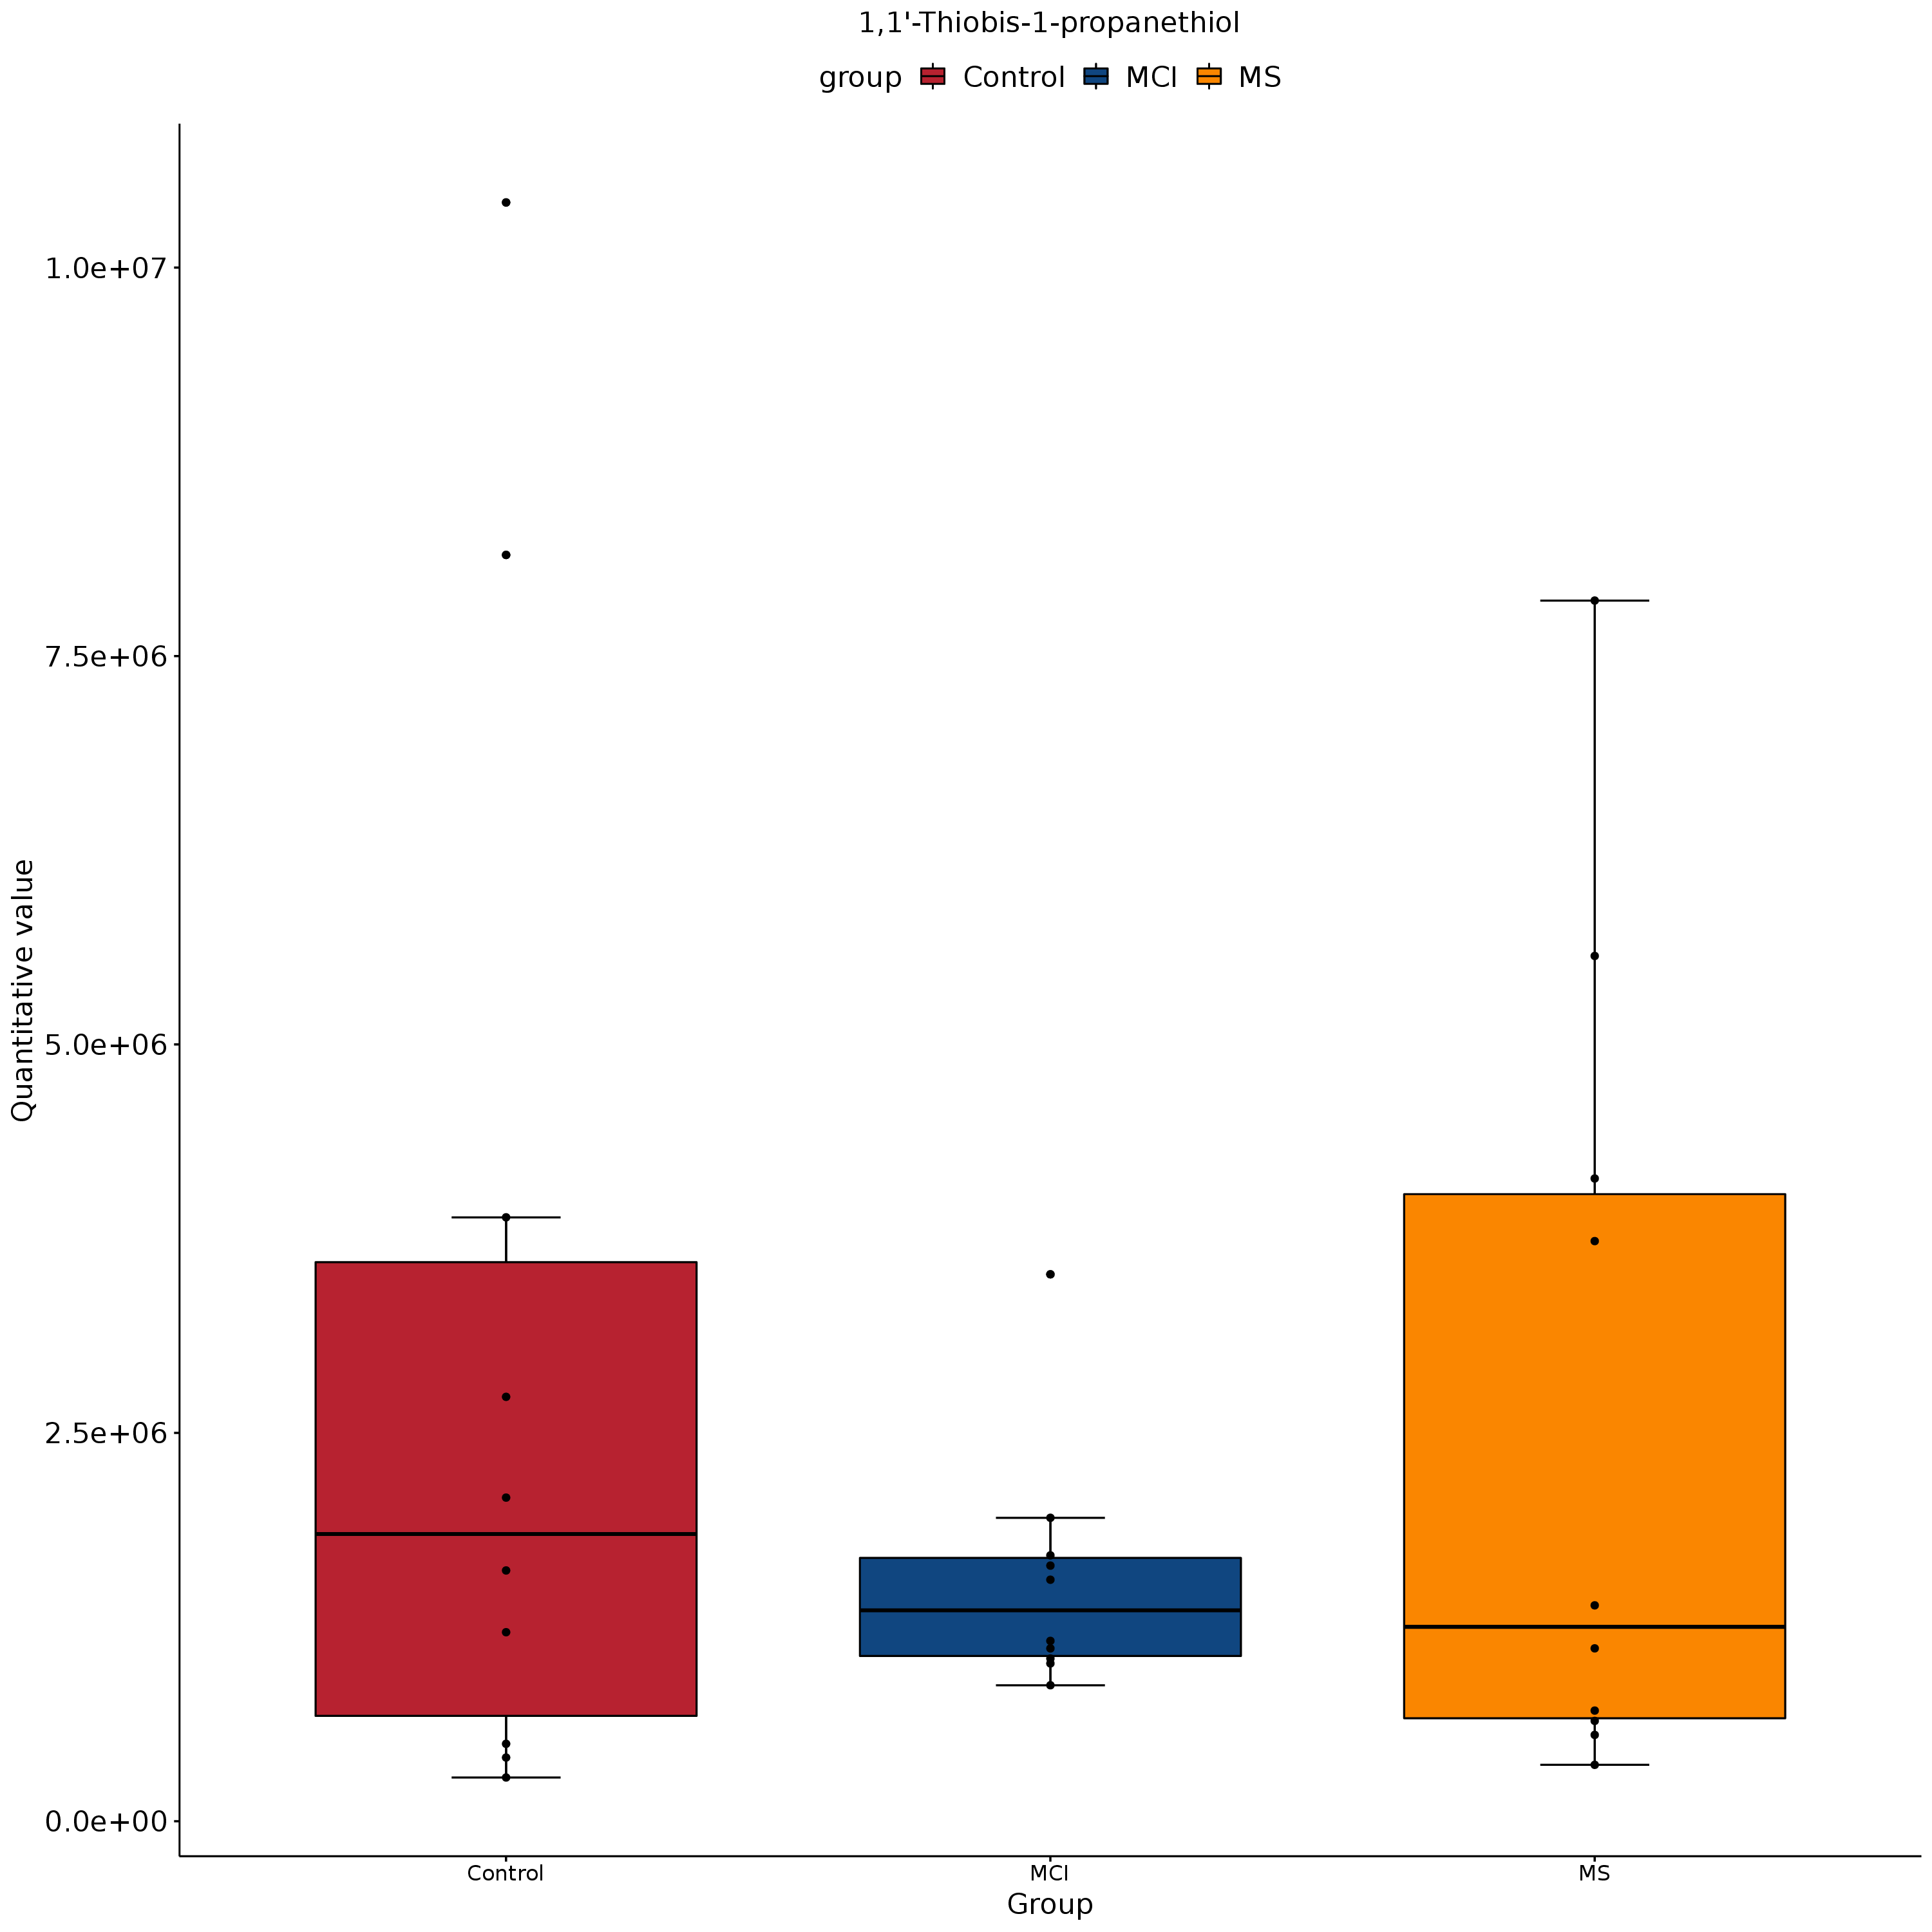 1,1'-Thiobis-1-propanethiol
group Control MCI MS
1.0e+07
7.5e+06
5.0e+06
2.5e+06
0.0e+00
Quantitative value
Control MCI MS
Group